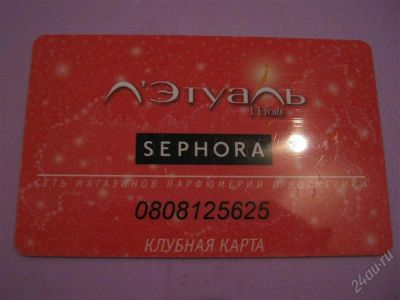 Л'Этуаль
L'Etoile
SEPHORA
СЕТЬ МАГАЗИНОВ ПАРФЮМЕРИИ И КОСМЕТИКИ
0808125625
КЛУБНАЯ КАРТА
24au.ru